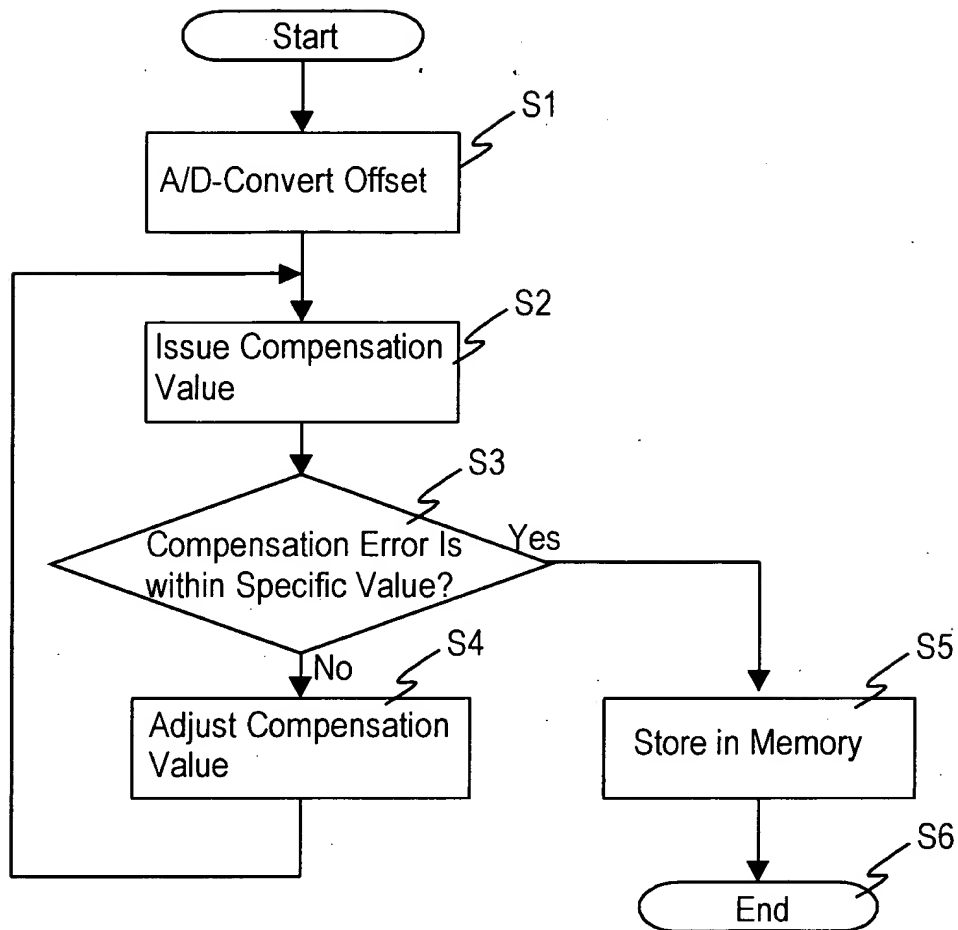 Start
S1
A/D-Convert Offset
S2
Issue Compensation
Value
S3
Compensation Error Is
within Specific Value?
Yes
No
S4
Adjust Compensation
Value
S5
Store in Memory
S6
End